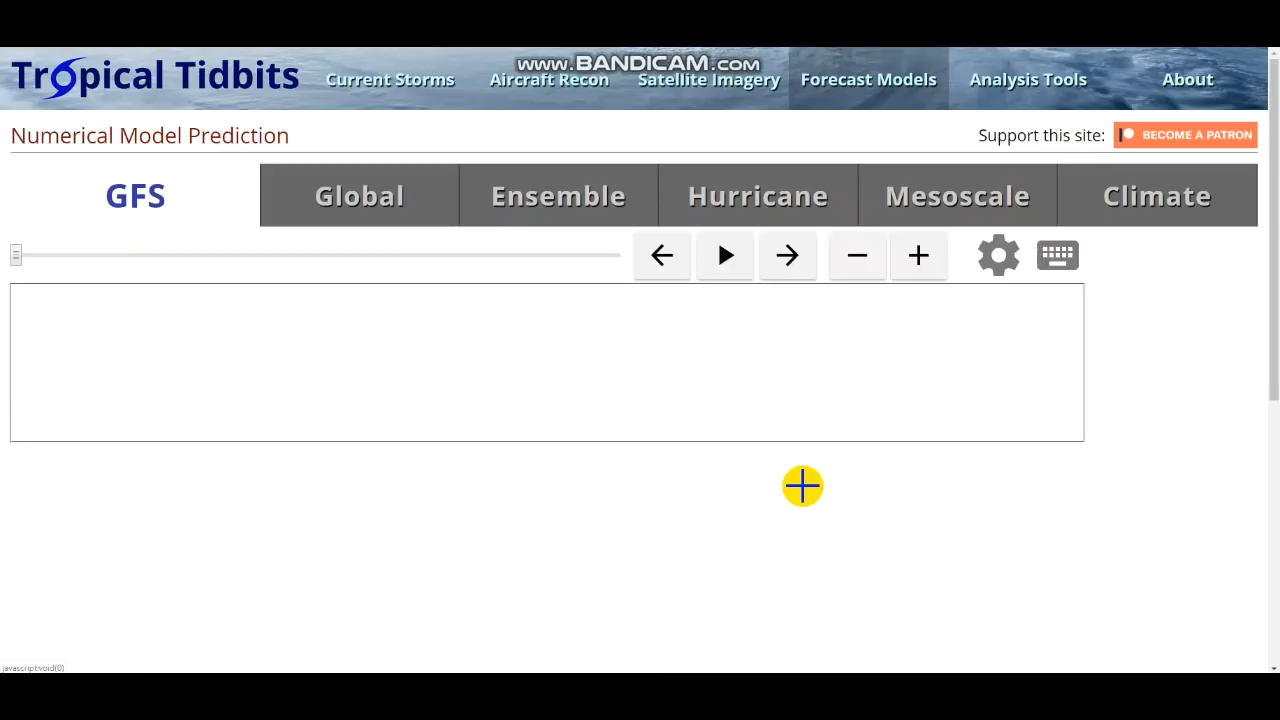 www.BANDICAM.com
Tropical Tidbits Current Storms Aircraft Recon Satellite Imagery Forecast Models Analysis Tools About
Numerical Model Prediction Support this site: BECOME A PATRON
GFS Global Ensemble Hurricane Mesoscale Climate
javascript:void(0)